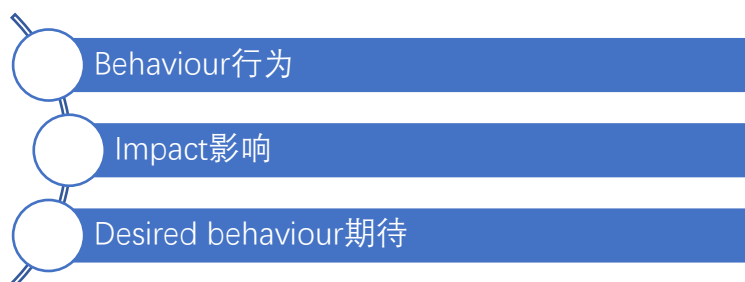 Behaviour行为
Impact影响
Desired behaviour期待